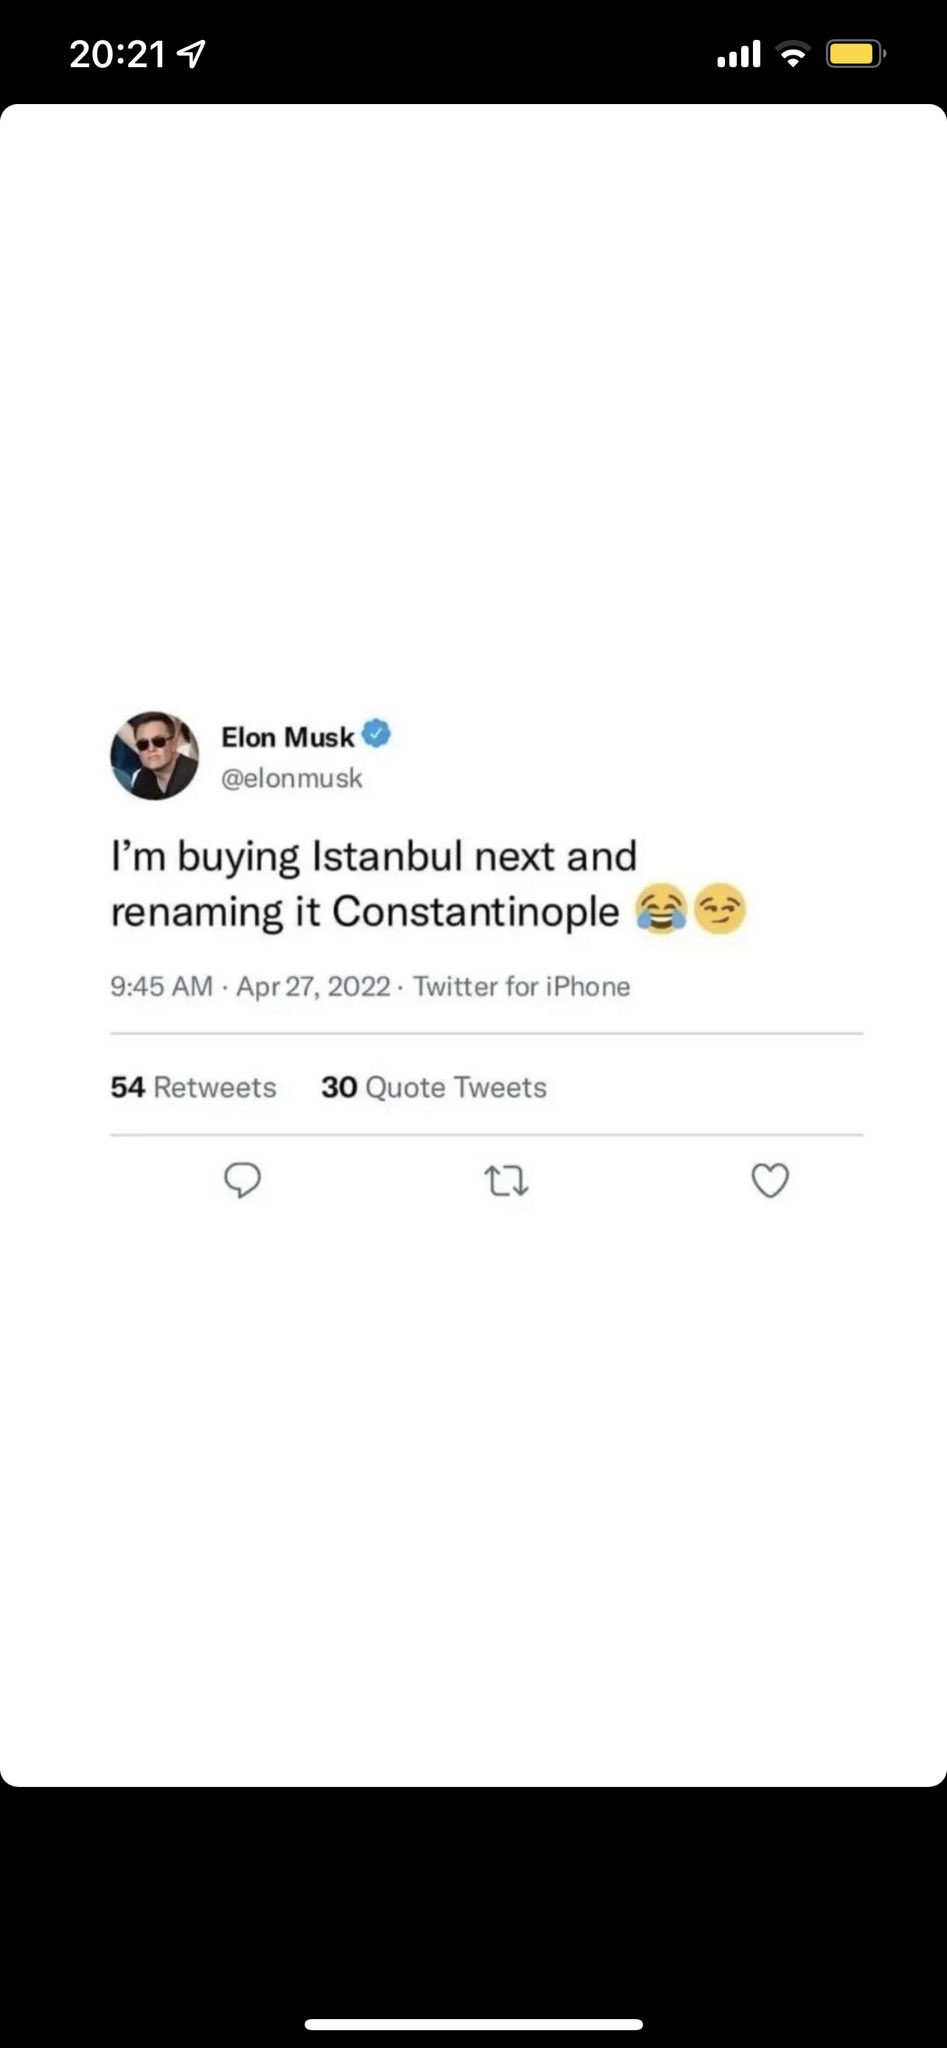 20:21
Elon Musk
@elonmusk
I’m buying Istanbul next and
renaming it Constantinople 😂😏
9:45 AM · Apr 27, 2022 · Twitter for iPhone
54 Retweets 30 Quote Tweets